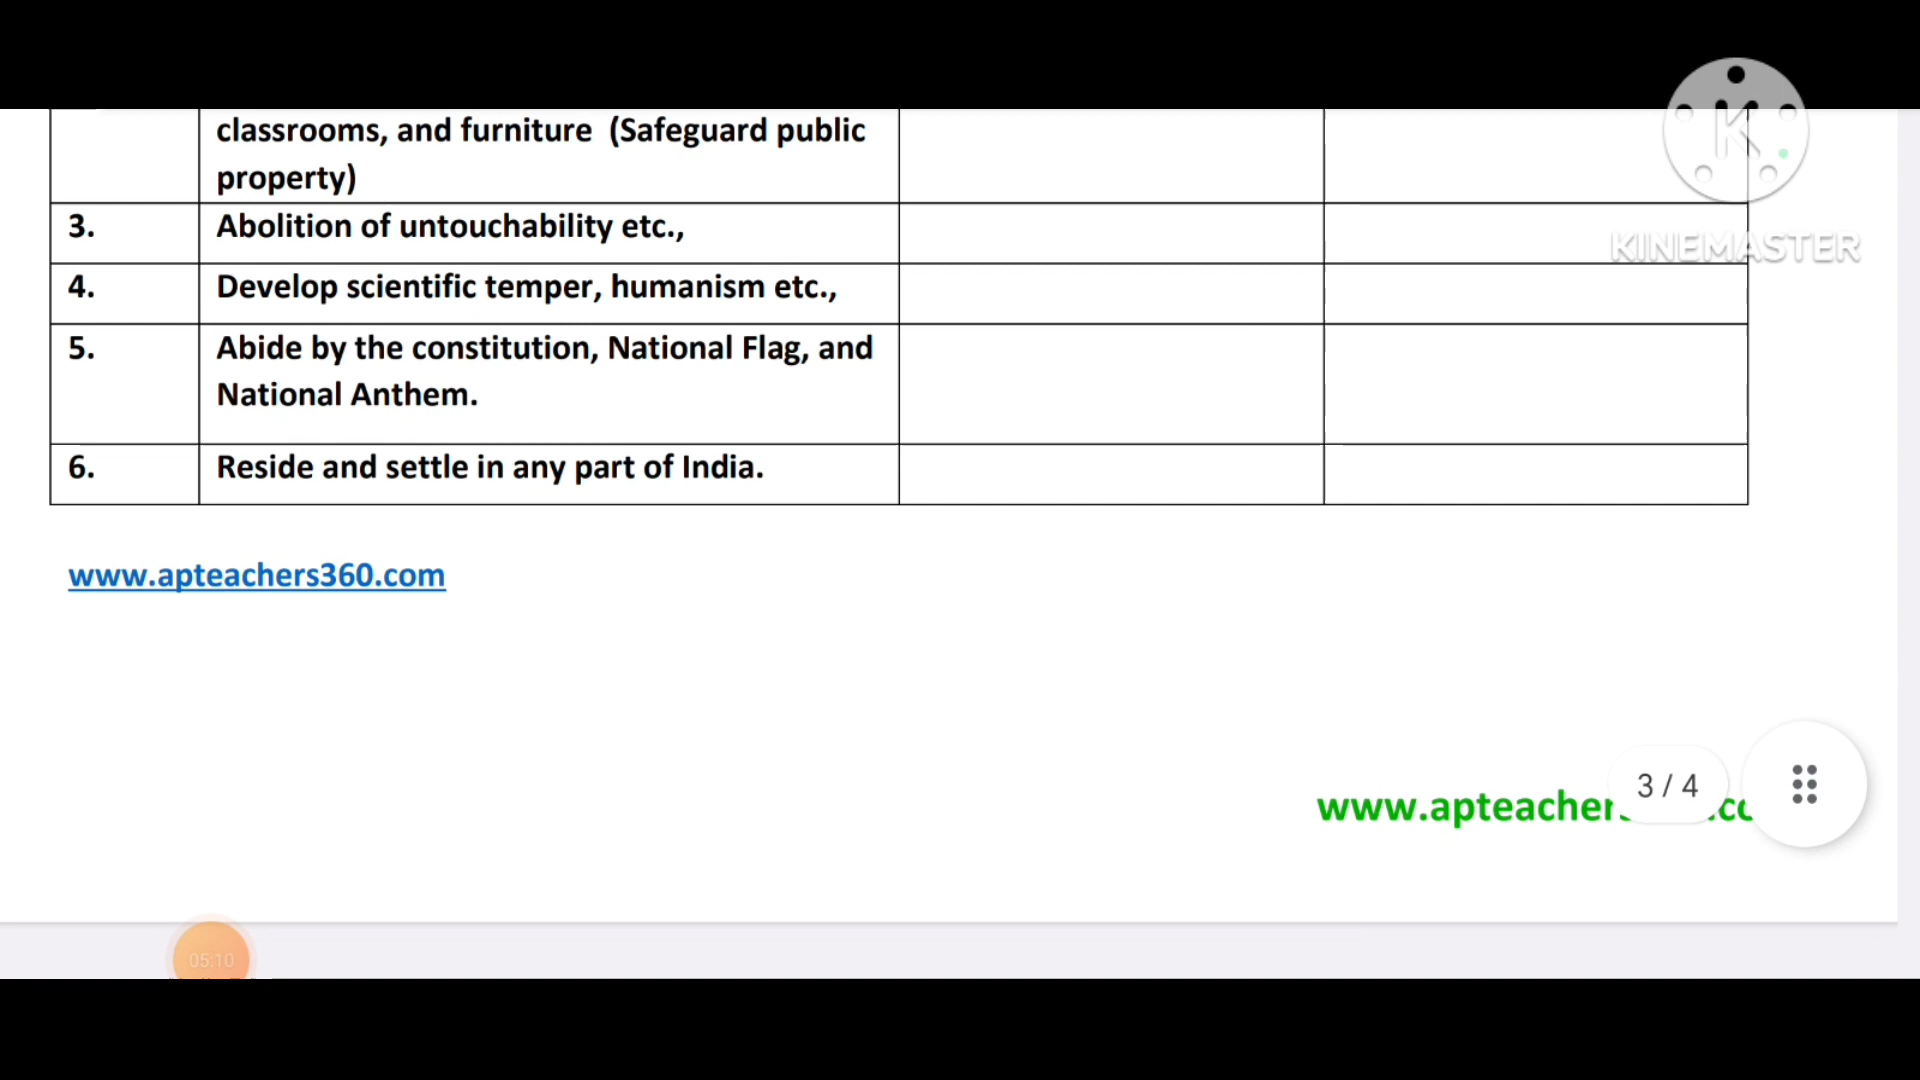 classrooms, and furniture (Safeguard public
property)
3. Abolition of untouchability etc.,
4. Develop scientific temper, humanism etc.,
5. Abide by the constitution, National Flag, and
National Anthem.
6. Reside and settle in any part of India.
www.apteachers360.com
3 / 4
05:10
K
KINEMASTER